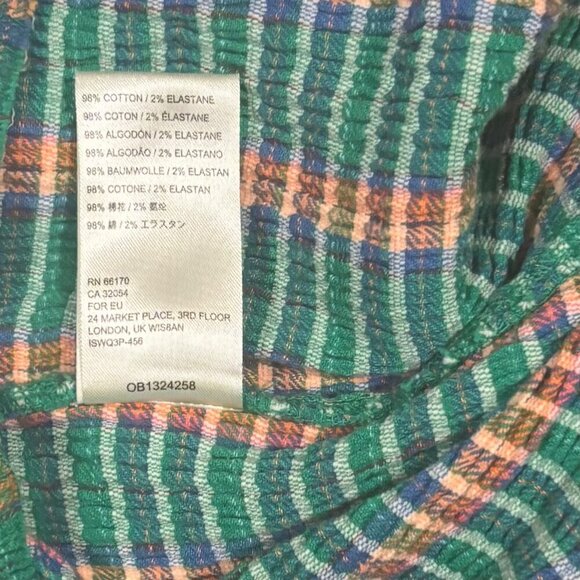 98% COTTON / 2% ELASTANE
98% COTON / 2% ÉLASTANE
98% ALGODÓN / 2% ELASTANE
98% ALGODÃO / 2% ELASTANO
98% BAUMWOLLE / 2% ELASTAN
98% COTONE / 2% ELASTAN
98% 棉花 / 2% 氨纶
98% 綿 / 2% エラスタン
RN 66170
CA 32054
FOR EU
24 MARKET PLACE, 3RD FLOOR
LONDON, UK W1S6AN
ISWQ3P-456
OB1324258